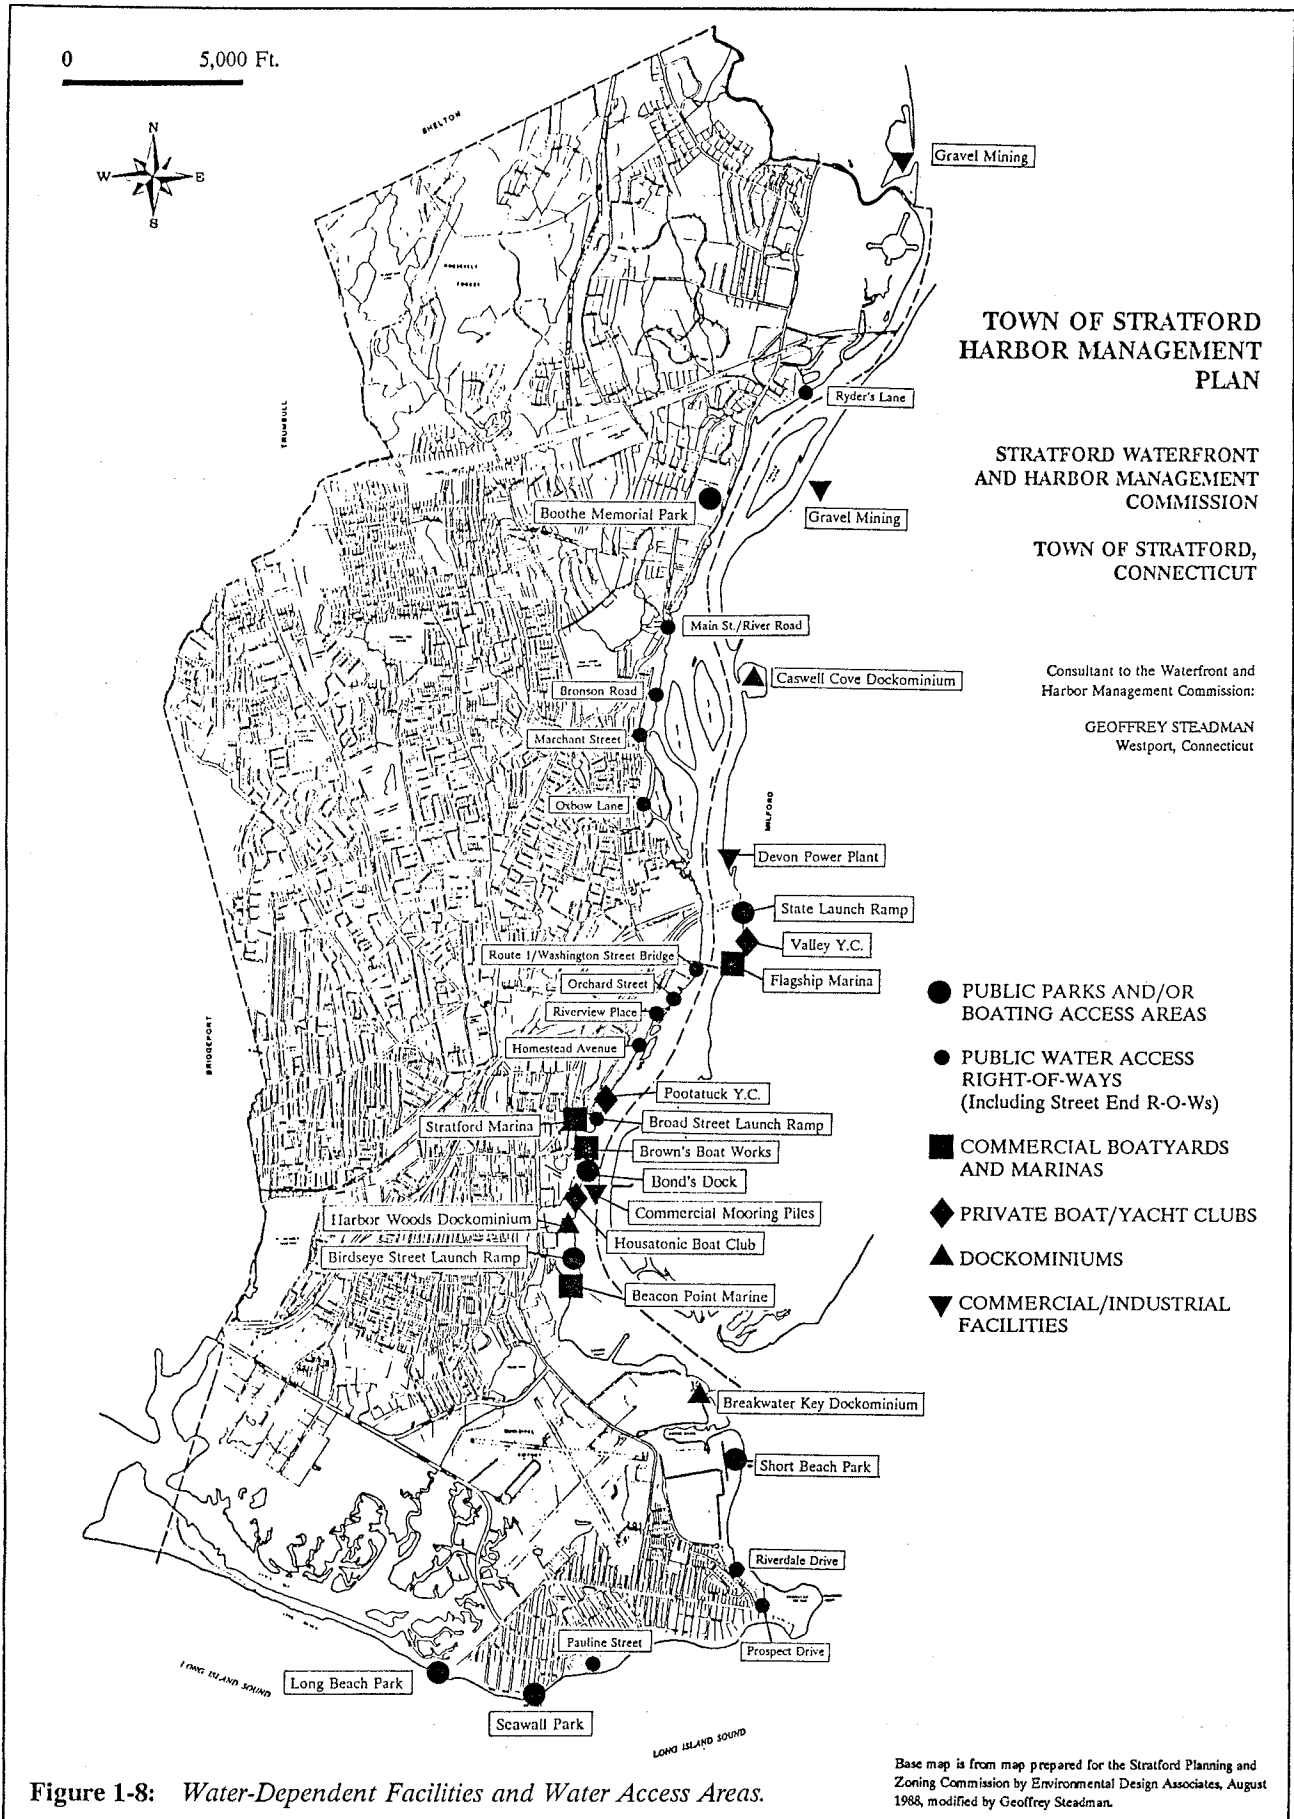 0 5,000 Ft.
N
W E
S
SHELTON
Gravel Mining
ROOSEVELT
FOREST
TOWN OF STRATFORD
HARBOR MANAGEMENT
PLAN
TRUMBULL
Ryder's Lane
STRATFORD WATERFRONT
AND HARBOR MANAGEMENT
COMMISSION
Boothe Memorial Park
Gravel Mining
TOWN OF STRATFORD,
CONNECTICUT
Main St./River Road
Caswell Cove Dockominium
Consultant to the Waterfront and
Harbor Management Commission:
Bronson Road
GEOFFREY STEADMAN
Westport, Connecticut
Marchant Street
Oxbow Lane
MILFORD
Devon Power Plant
State Launch Ramp
Valley Y.C.
Route 1/Washington Street Bridge
Flagship Marina
Orchard Street
Riverview Place
Homestead Avenue
BRIDGEPORT
PUBLIC PARKS AND/OR
BOATING ACCESS AREAS
PUBLIC WATER ACCESS
RIGHT-OF-WAYS
(Including Street End R-O-Ws)
COMMERCIAL BOATYARDS
AND MARINAS
PRIVATE BOAT/YACHT CLUBS
DOCKOMINIUMS
COMMERCIAL/INDUSTRIAL
FACILITIES
Pootatuck Y.C.
Stratford Marina
Broad Street Launch Ramp
Brown's Boat Works
Bond's Dock
Commercial Mooring Piles
Harbor Woods Dockominium
Housatonic Boat Club
Birdseye Street Launch Ramp
Beacon Point Marine
Breakwater Key Dockominium
Short Beach Park
Riverdale Drive
Pauline Street
Prospect Drive
LONG ISLAND SOUND
Long Beach Park
Seawall Park
LONG ISLAND SOUND
Figure 1-8: Water-Dependent Facilities and Water Access Areas.
Base map is from map prepared for the Stratford Planning and
Zoning Commission by Environmental Design Associates, August
1988, modified by Geoffrey Steadman.